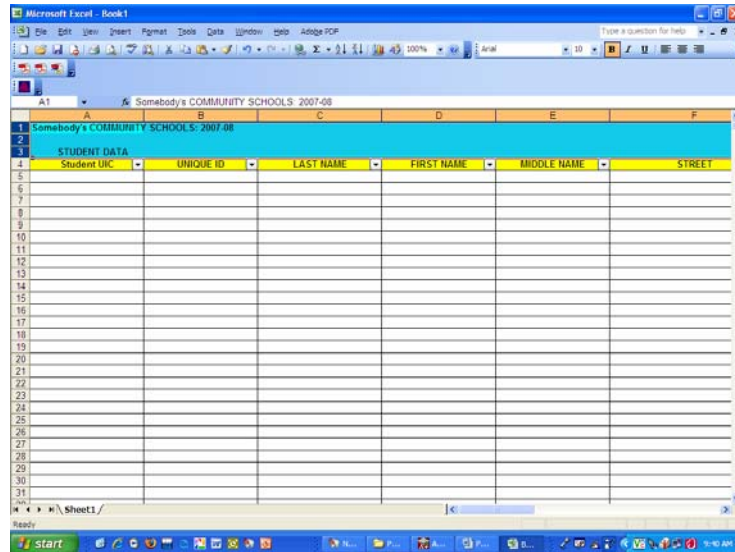 Microsoft Excel - Book1
File Edit View Insert Format Tools Data Window Help Adobe PDF
Type a question for help
100% Arial 10 B I U
A1 fx Somebody's COMMUNITY SCHOOLS: 2007-08
A B C D E F
1 Somebody's COMMUNITY SCHOOLS: 2007-08
2
3 STUDENT DATA
4 Student UIC UNIQUE ID LAST NAME FIRST NAME MIDDLE NAME STREET
5
6
7
8
9
10
11
12
13
14
15
16
17
18
19
20
21
22
23
24
25
26
27
28
29
30
31
Sheet1
Ready
start N... P... A... P... B... 9:40 AM